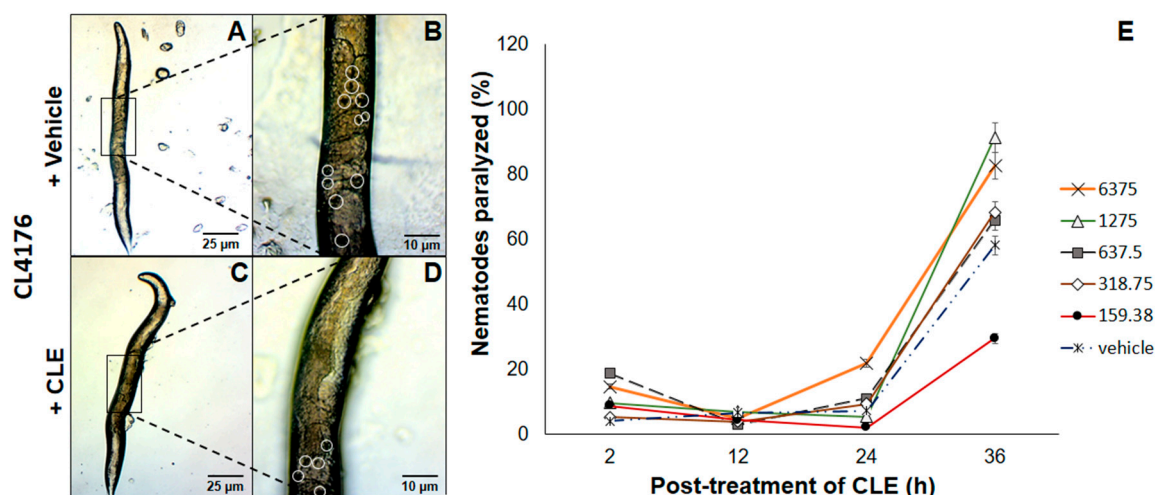 CL4176
+ Vehicle
+ CLE
A
25 µm
B
10 µm
C
25 µm
D
10 µm
E
Nematodes paralyzed (%)
120
100
80
60
40
20
0
2 12 24 36
Post-treatment of CLE (h)
6375
1275
637.5
318.75
159.38
vehicle